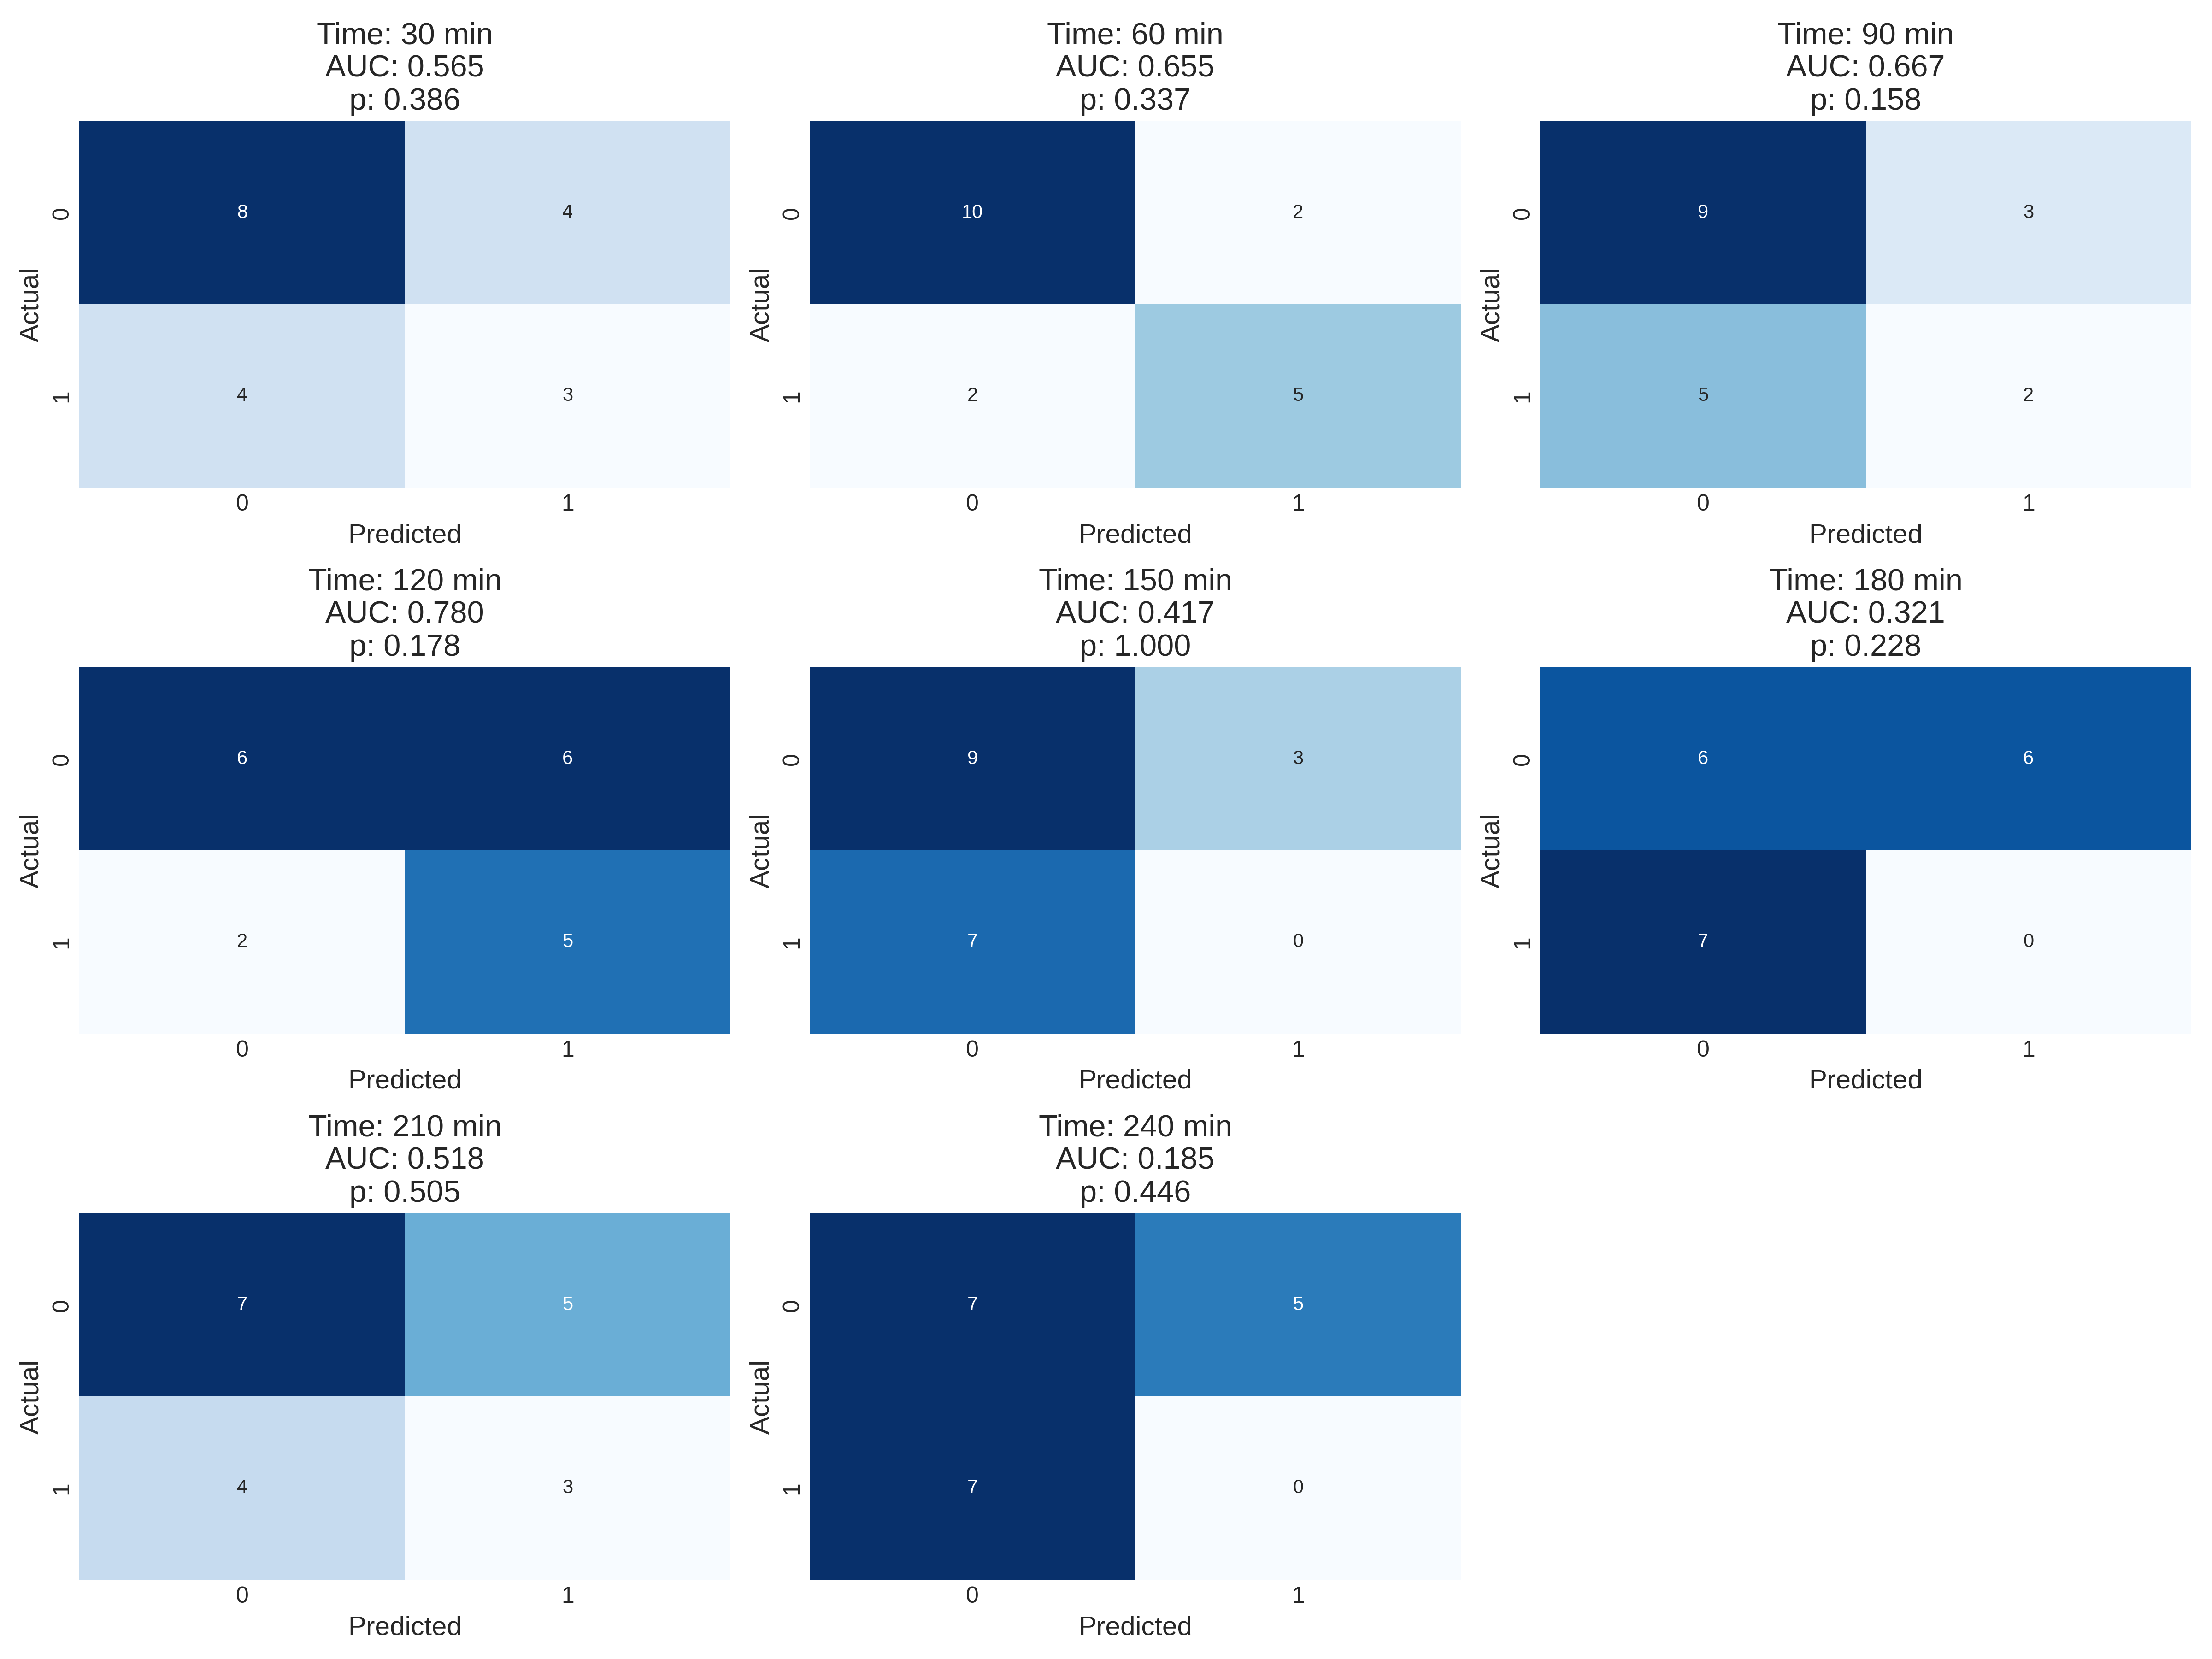 Time: 30 min
AUC: 0.565
p: 0.386
Actual
0
8
4
1
4
3
0
1
Predicted
Time: 60 min
AUC: 0.655
p: 0.337
Actual
0
10
2
1
2
5
0
1
Predicted
Time: 90 min
AUC: 0.667
p: 0.158
Actual
0
9
3
1
5
2
0
1
Predicted
Time: 120 min
AUC: 0.780
p: 0.178
Actual
0
6
6
1
2
5
0
1
Predicted
Time: 150 min
AUC: 0.417
p: 1.000
Actual
0
9
3
1
7
0
0
1
Predicted
Time: 180 min
AUC: 0.321
p: 0.228
Actual
0
6
6
1
7
0
0
1
Predicted
Time: 210 min
AUC: 0.518
p: 0.505
Actual
0
7
5
1
4
3
0
1
Predicted
Time: 240 min
AUC: 0.185
p: 0.446
Actual
0
7
5
1
7
0
0
1
Predicted